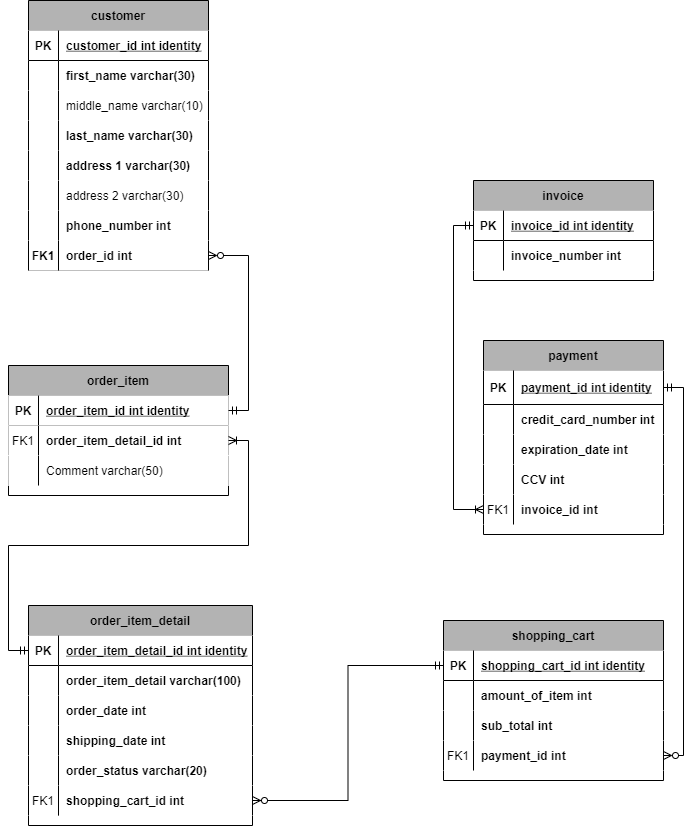 customer
PK customer_id int identity
first_name varchar(30)
middle_name varchar(10)
last_name varchar(30)
address 1 varchar(30)
address 2 varchar(30)
phone_number int
FK1 order_id int
invoice
PK invoice_id int identity
invoice_number int
order_item
PK order_item_id int identity
FK1 order_item_detail_id int
Comment varchar(50)
payment
PK payment_id int identity
credit_card_number int
expiration_date int
CCV int
FK1 invoice_id int
order_item_detail
PK order_item_detail_id int identity
order_item_detail varchar(100)
order_date int
shipping_date int
order_status varchar(20)
FK1 shopping_cart_id int
shopping_cart
PK shopping_cart_id int identity
amount_of_item int
sub_total int
FK1 payment_id int